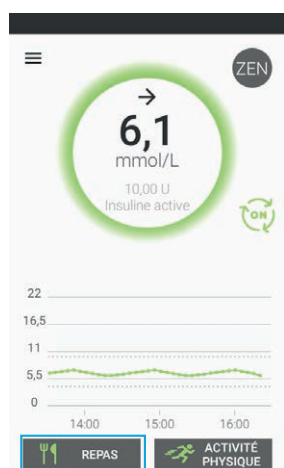 ZEN
6,1
mmol/L
10,00 U
Insuline active
ON
22
16,5
11
5,5
0
14:00 15:00 16:00
REPAS
ACTIVITÉ
PHYSIQUE